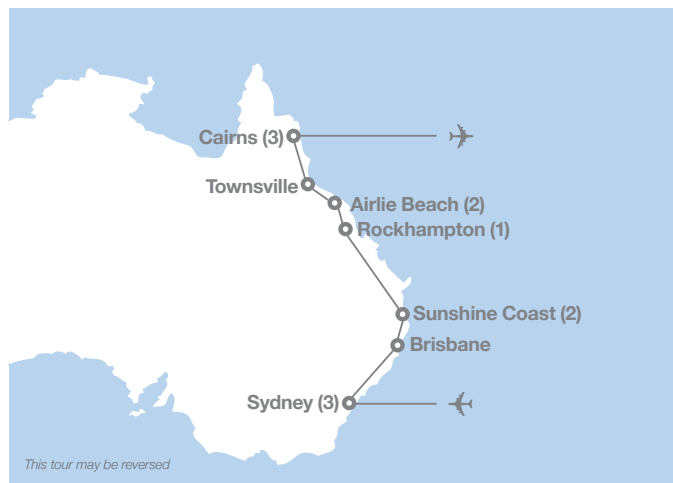 Cairns (3)
Townsville
Airlie Beach (2)
Rockhampton (1)
Sunshine Coast (2)
Brisbane
Sydney (3)
This tour may be reversed